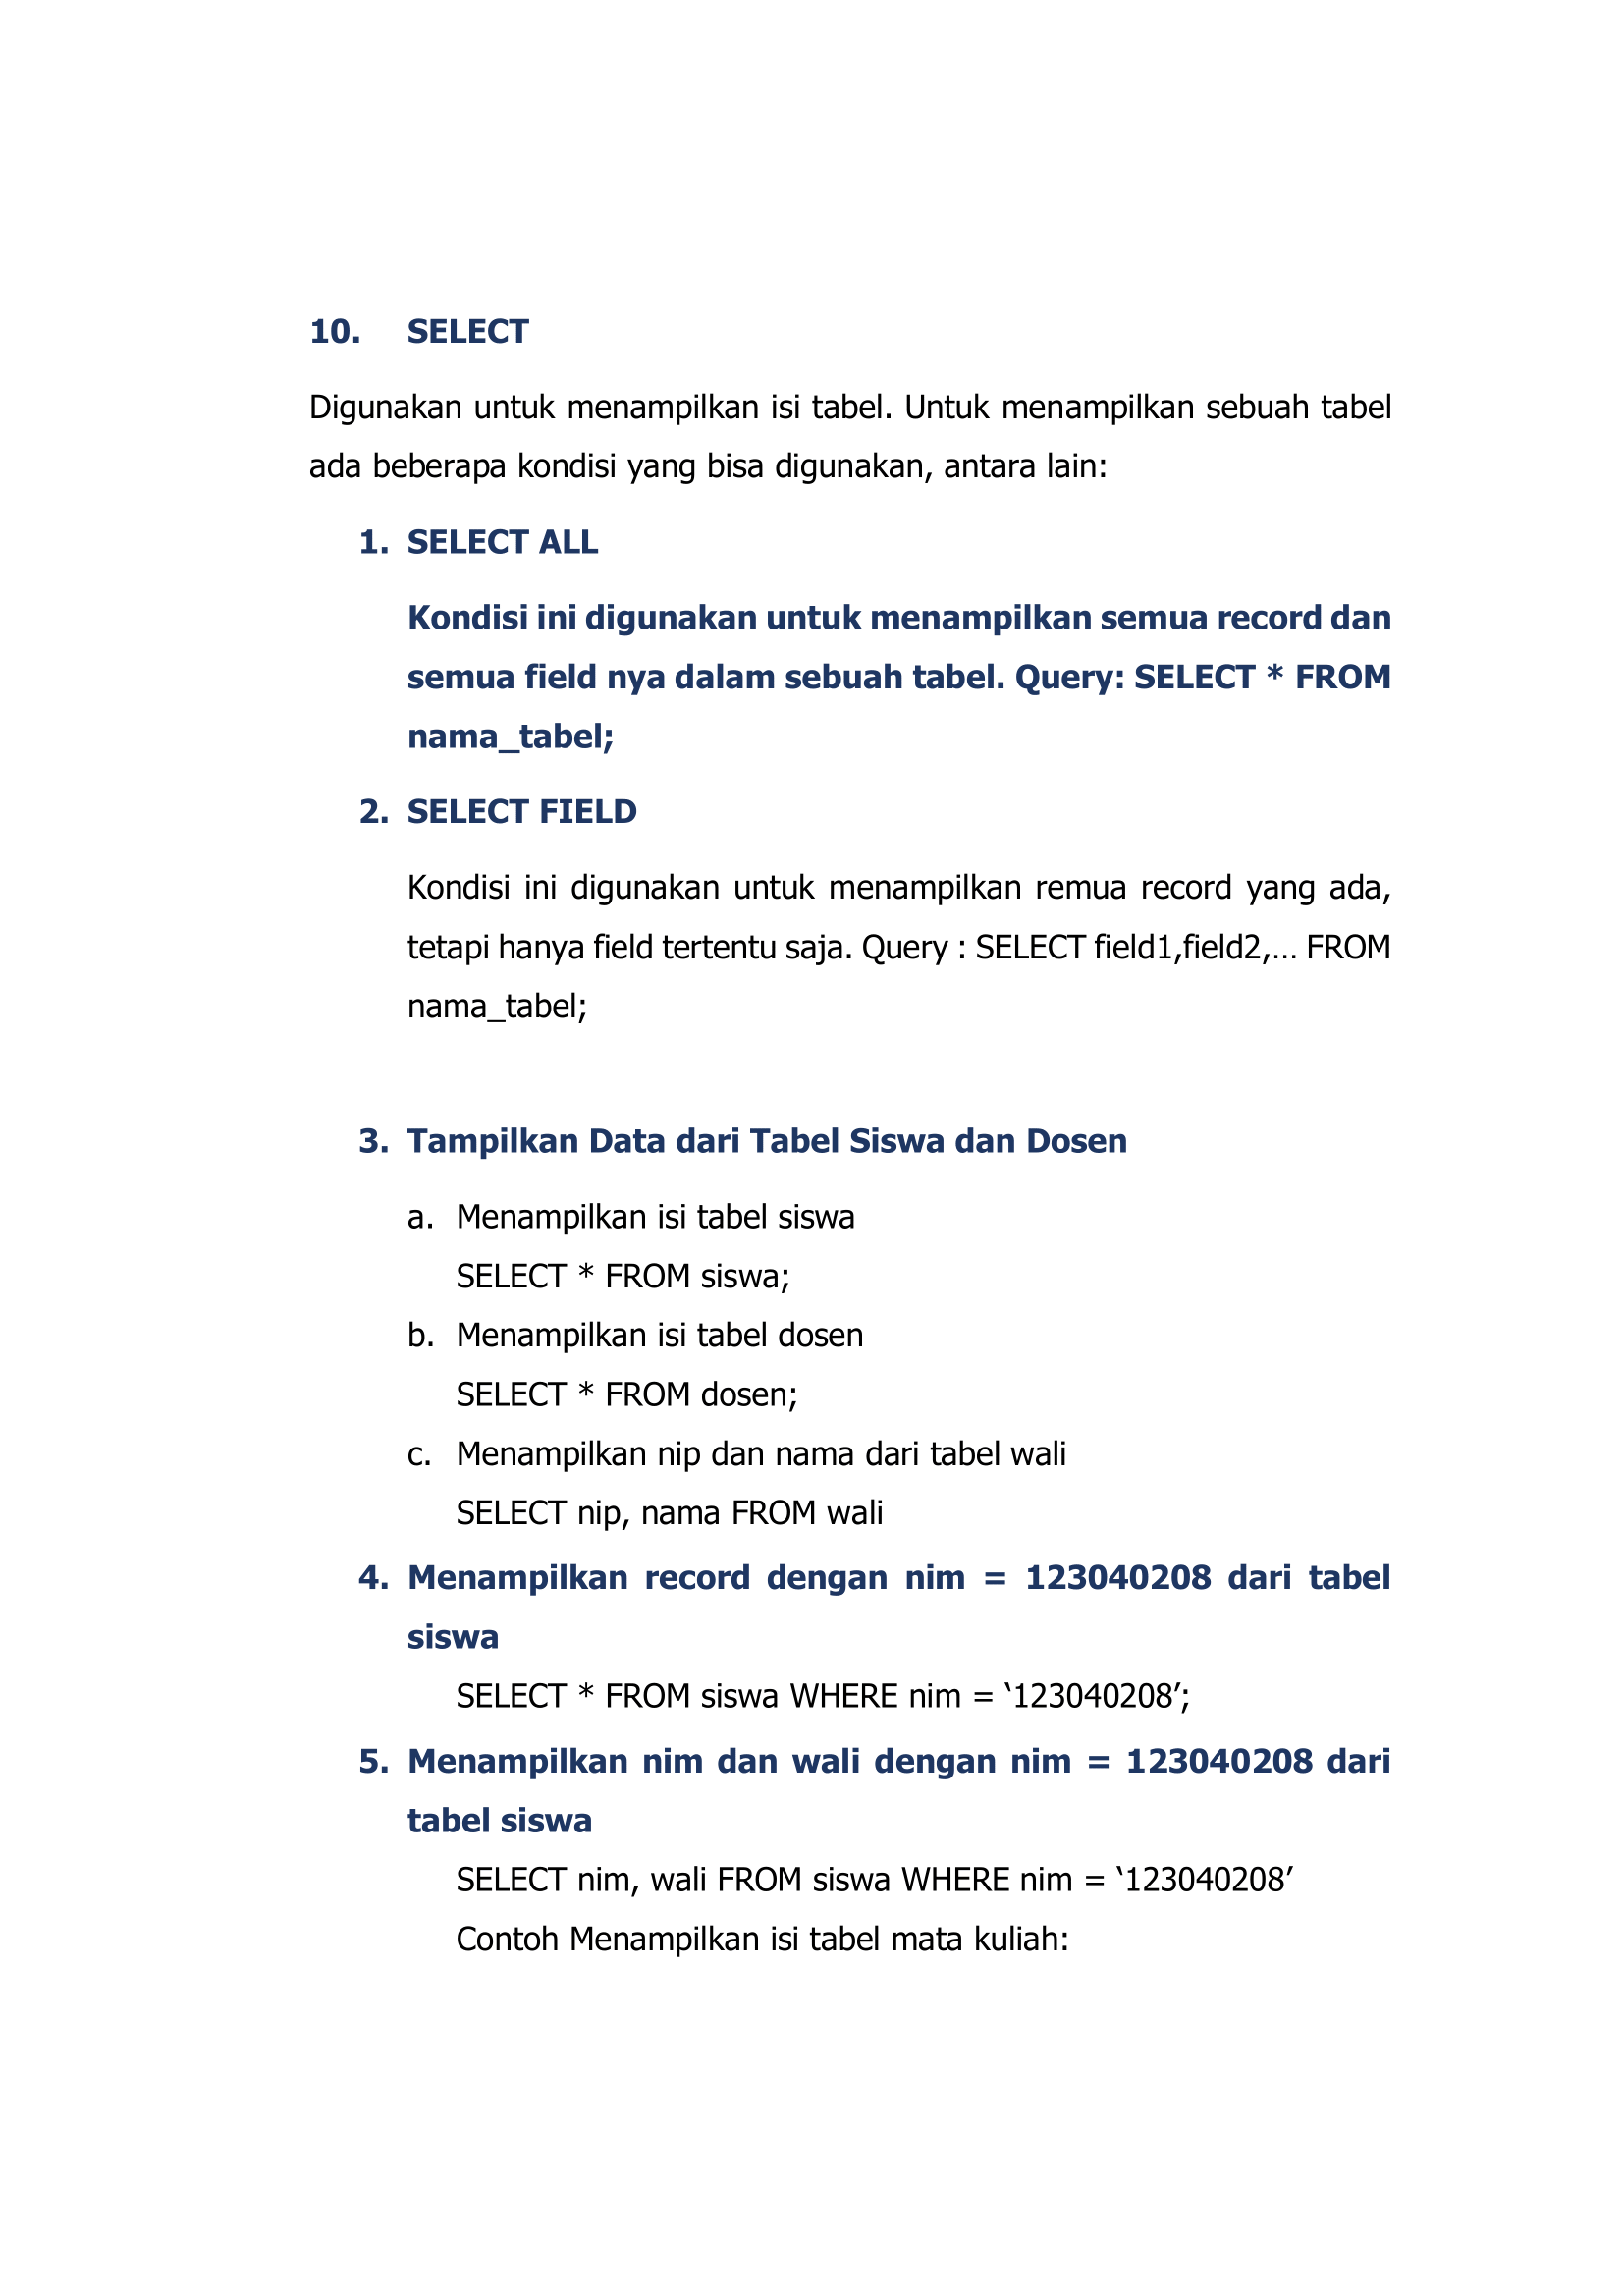 10. SELECT
Digunakan untuk menampilkan isi tabel. Untuk menampilkan sebuah tabel
ada beberapa kondisi yang bisa digunakan, antara lain:
1. SELECT ALL
Kondisi ini digunakan untuk menampilkan semua record dan
semua field nya dalam sebuah tabel. Query: SELECT * FROM
nama_tabel;
2. SELECT FIELD
Kondisi ini digunakan untuk menampilkan remua record yang ada,
tetapi hanya field tertentu saja. Query : SELECT field1,field2,… FROM
nama_tabel;
3. Tampilkan Data dari Tabel Siswa dan Dosen
a. Menampilkan isi tabel siswa
SELECT * FROM siswa;
b. Menampilkan isi tabel dosen
SELECT * FROM dosen;
c. Menampilkan nip dan nama dari tabel wali
SELECT nip, nama FROM wali
4. Menampilkan record dengan nim = 123040208 dari tabel
siswa
SELECT * FROM siswa WHERE nim = ‘123040208’;
5. Menampilkan nim dan wali dengan nim = 123040208 dari
tabel siswa
SELECT nim, wali FROM siswa WHERE nim = ‘123040208’
Contoh Menampilkan isi tabel mata kuliah: